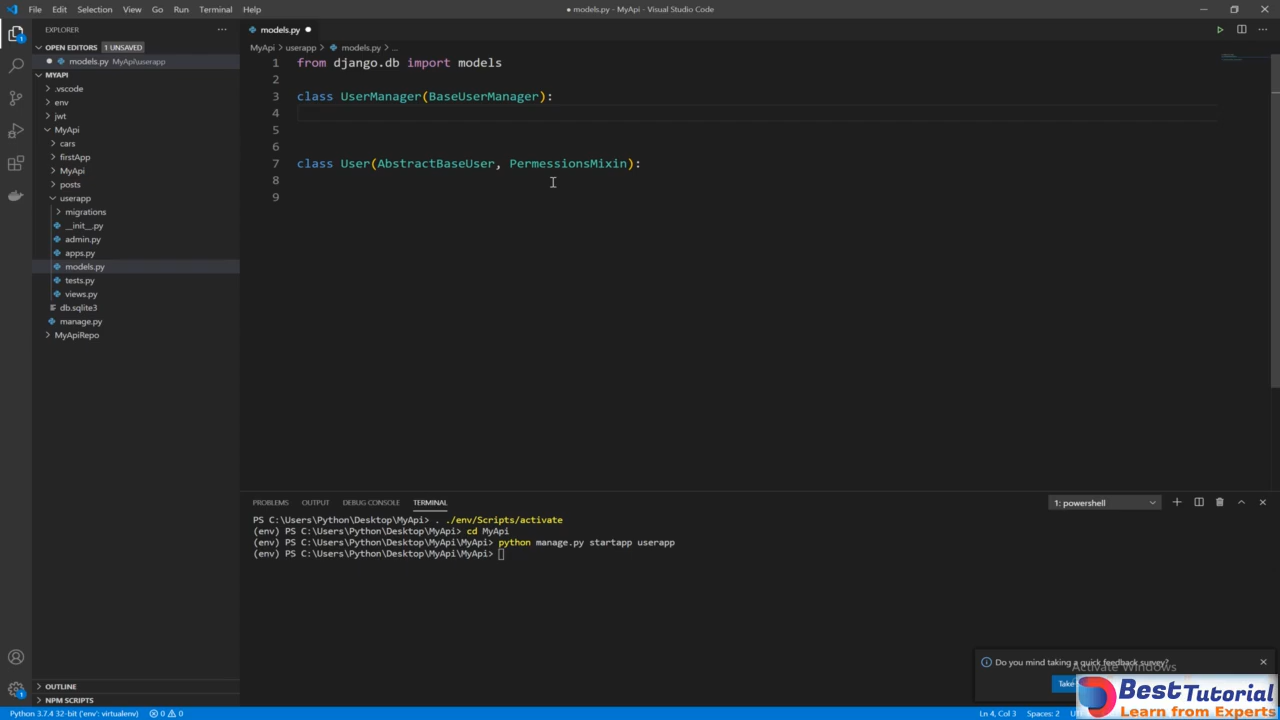 File Edit Selection View Go Run Terminal Help
● models.py - MyApi - Visual Studio Code
EXPLORER
OPEN EDITORS 1 UNSAVED
models.py MyApi\userapp
MYAPI
.vscode
env
jwt
MyApi
cars
firstApp
MyApi
posts
userapp
migrations
__init__.py
admin.py
apps.py
models.py
tests.py
views.py
db.sqlite3
manage.py
MyApiRepo
OUTLINE
NPM SCRIPTS
models.py
MyApi > userapp > models.py > ...
1 from django.db import models
2
3 class UserManager(BaseUserManager):
4
5
6
7 class User(AbstractBaseUser, PermessionsMixin):
8
9
PROBLEMS OUTPUT DEBUG CONSOLE TERMINAL
1: powershell
PS C:\Users\Python\Desktop\MyApi> . ./env/Scripts/activate
(env) PS C:\Users\Python\Desktop\MyApi> cd MyApi
(env) PS C:\Users\Python\Desktop\MyApi\MyApi> python manage.py startapp userapp
(env) PS C:\Users\Python\Desktop\MyApi\MyApi>
Do you mind taking a quick feedback survey?
Activate Windows
Take
BestTutorial
Learn from Experts
Python 3.7.4 32-bit ('env': virtualenv) 0 0
Ln 4, Col 3 Spaces: 2